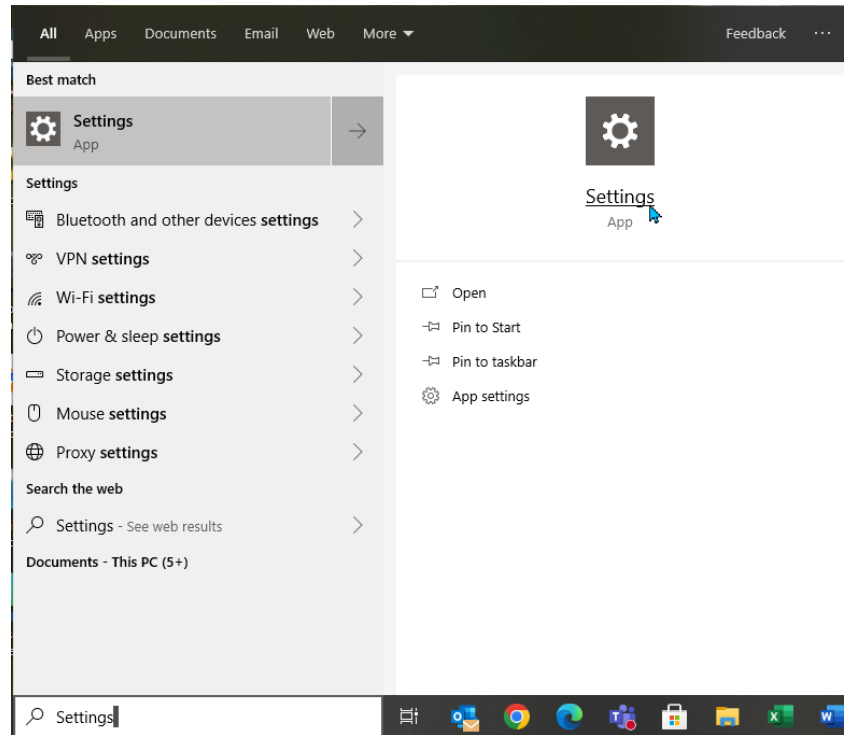 All Apps Documents Email Web More Feedback ...
Best match
Settings
App
Settings
Bluetooth and other devices settings
VPN settings
Wi-Fi settings
Power & sleep settings
Storage settings
Mouse settings
Proxy settings
Search the web
Settings - See web results
Documents - This PC (5+)
Settings
App
Open
Pin to Start
Pin to taskbar
App settings
Settings